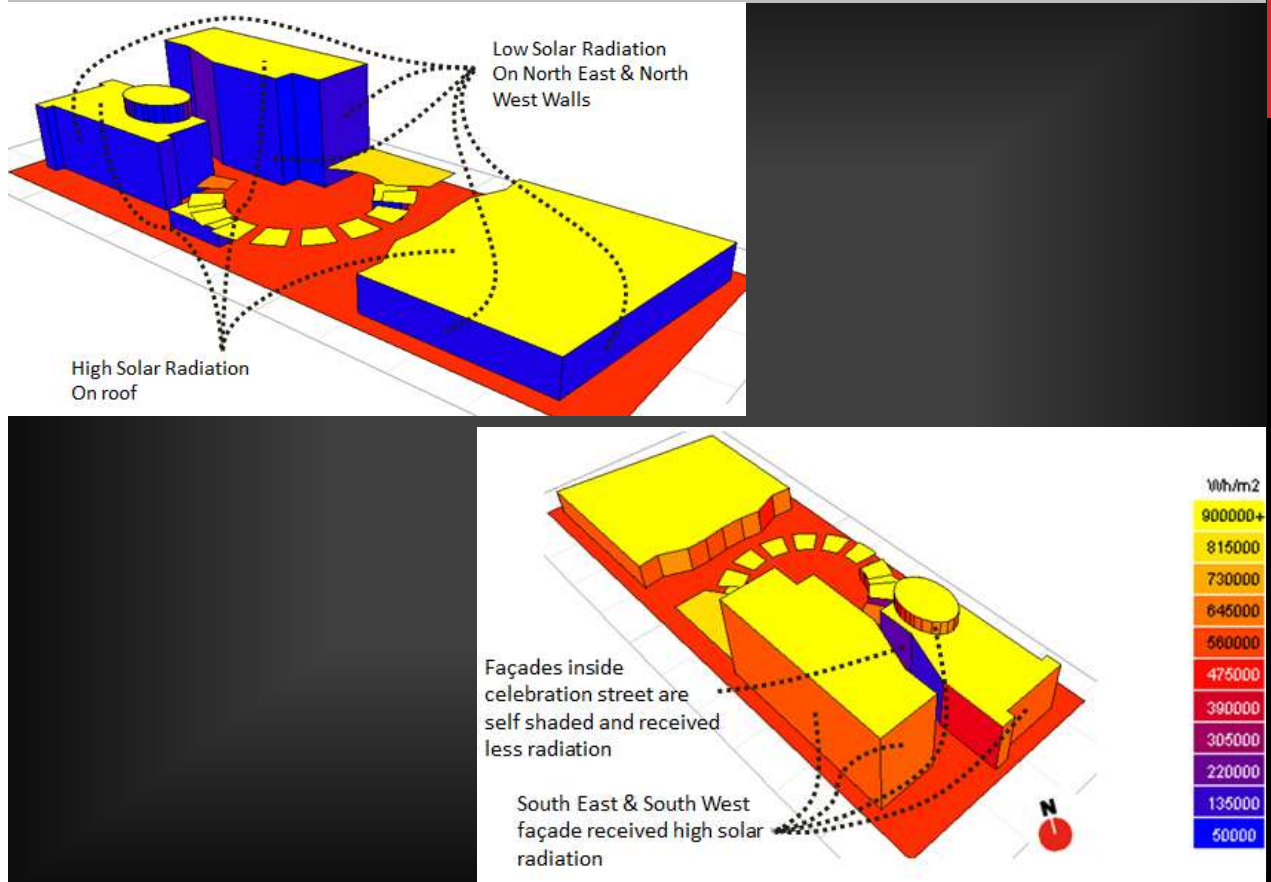 Low Solar Radiation
On North East & North
West Walls
High Solar Radiation
On roof
Wh/m2
900000+
815000
730000
645000
560000
475000
390000
305000
220000
135000
50000
Façades inside
celebration street are
self shaded and received
less radiation
South East & South West
façade received high solar
radiation
N